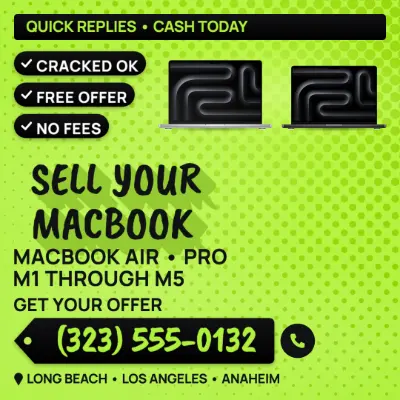 QUICK REPLIES • CASH TODAY
CRACKED OK
FREE OFFER
NO FEES
SELL YOUR
MACBOOK
MACBOOK AIR • PRO
M1 THROUGH M5
GET YOUR OFFER
(323) 555-0132
LONG BEACH • LOS ANGELES • ANAHEIM